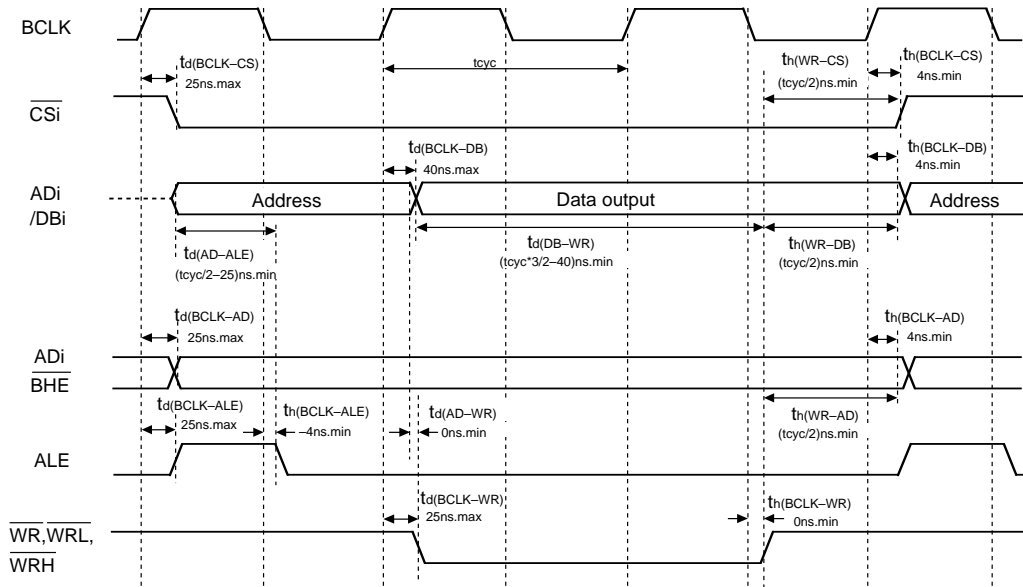 BCLK
td(BCLK–CS)
25ns.max
tcyc
th(WR–CS)
(tcyc/2)ns.min
th(BCLK–CS)
4ns.min
CSi
td(BCLK–DB)
40ns.max
th(BCLK–DB)
4ns.min
ADi
/DBi
Address
Data output
Address
td(AD–ALE)
(tcyc/2–25)ns.min
td(DB–WR)
(tcyc*3/2–40)ns.min
th(WR–DB)
(tcyc/2)ns.min
td(BCLK–AD)
25ns.max
th(BCLK–AD)
4ns.min
ADi
BHE
td(BCLK–ALE)
25ns.max
th(BCLK–ALE)
–4ns.min
td(AD–WR)
0ns.min
th(WR–AD)
(tcyc/2)ns.min
ALE
td(BCLK–WR)
25ns.max
th(BCLK–WR)
0ns.min
WR,WRL,
WRH